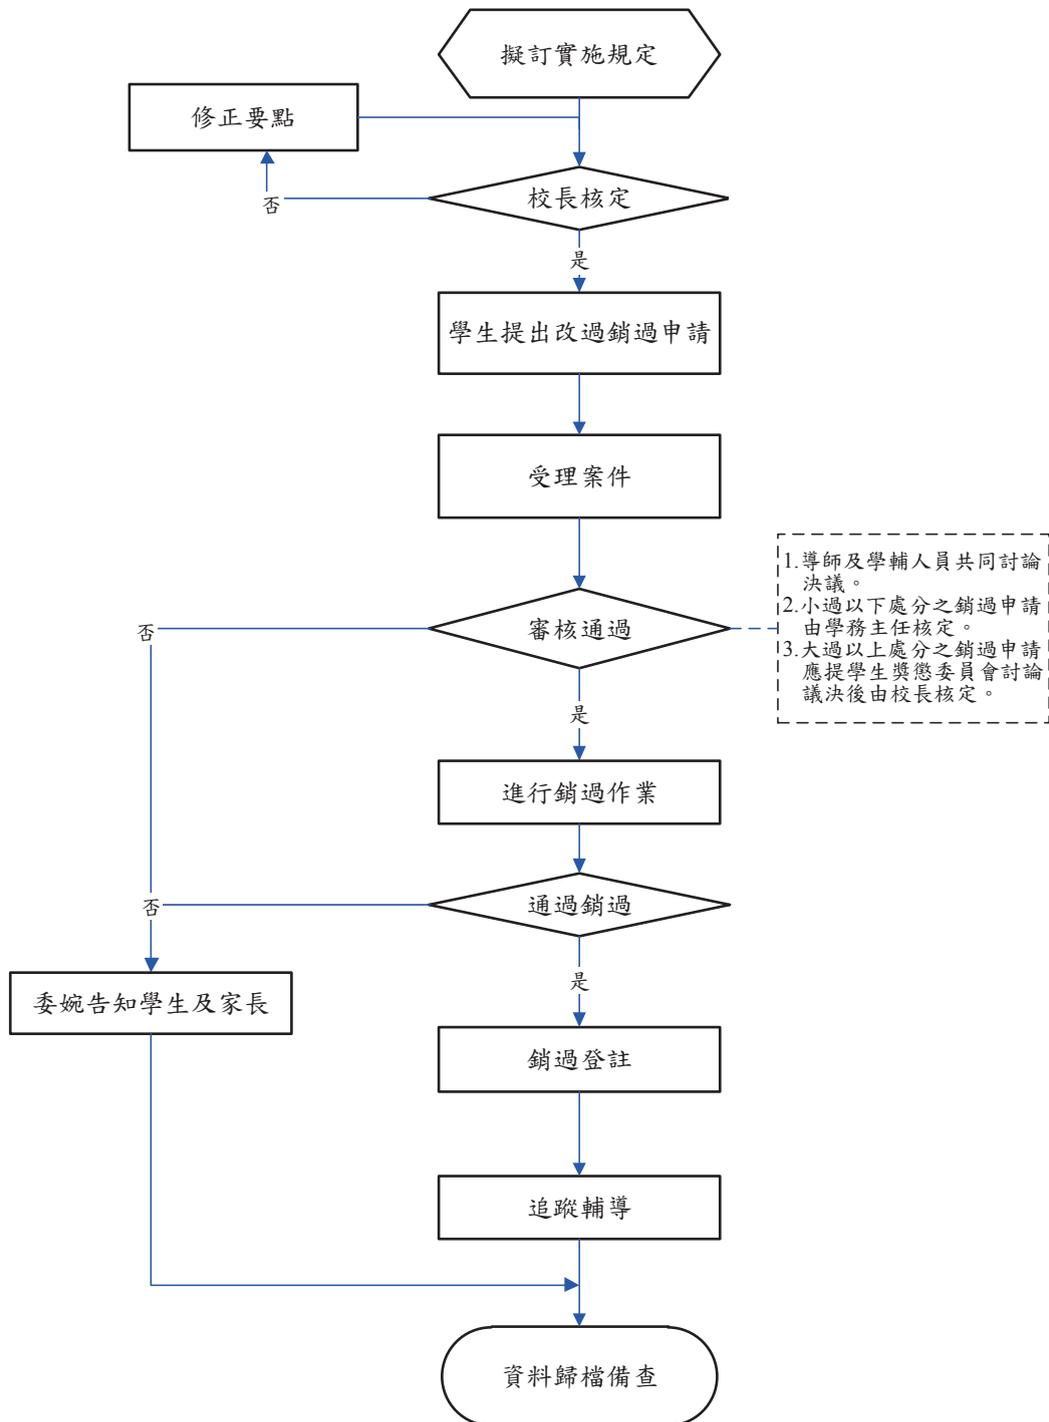 擬訂實施規定
修正要點
校長核定
否
是
學生提出改過銷過申請
受理案件
1.導師及學輔人員共同討論
決議。
2.小過以下處分之銷過申請
由學務主任核定。
3.大過以上處分之銷過申請
應提學生獎懲委員會討論
議決後由校長核定。
審核通過
否
是
進行銷過作業
通過銷過
否
是
委婉告知學生及家長
銷過登註
追蹤輔導
資料歸檔備查